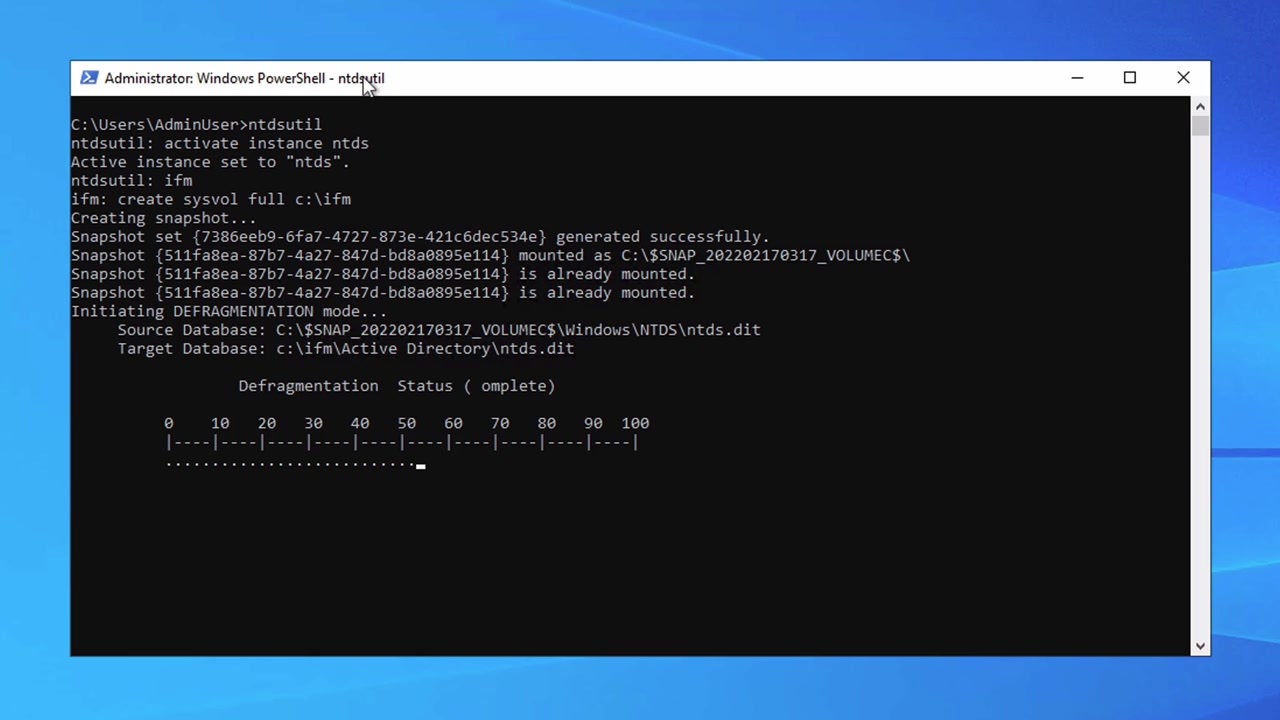 Administrator: Windows PowerShell - ntdsutil
C:\Users\AdminUser>ntdsutil
ntdsutil: activate instance ntds
Active instance set to "ntds".
ntdsutil: ifm
ifm: create sysvol full c:\ifm
Creating snapshot...
Snapshot set {7386eeb9-6fa7-4727-873e-421c6dec534e} generated successfully.
Snapshot {511fa8ea-87b7-4a27-847d-bd8a0895e114} mounted as C:\$SNAP_202202170317_VOLUMEC$\
Snapshot {511fa8ea-87b7-4a27-847d-bd8a0895e114} is already mounted.
Snapshot {511fa8ea-87b7-4a27-847d-bd8a0895e114} is already mounted.
Initiating DEFRAGMENTATION mode...
Source Database: C:\$SNAP_202202170317_VOLUMEC$\Windows\NTDS\ntds.dit
Target Database: c:\ifm\Active Directory\ntds.dit
Defragmentation  Status ( omplete)
0    10   20   30   40   50   60   70   80   90  100
|----|----|----|----|----|----|----|----|----|----|
...........................